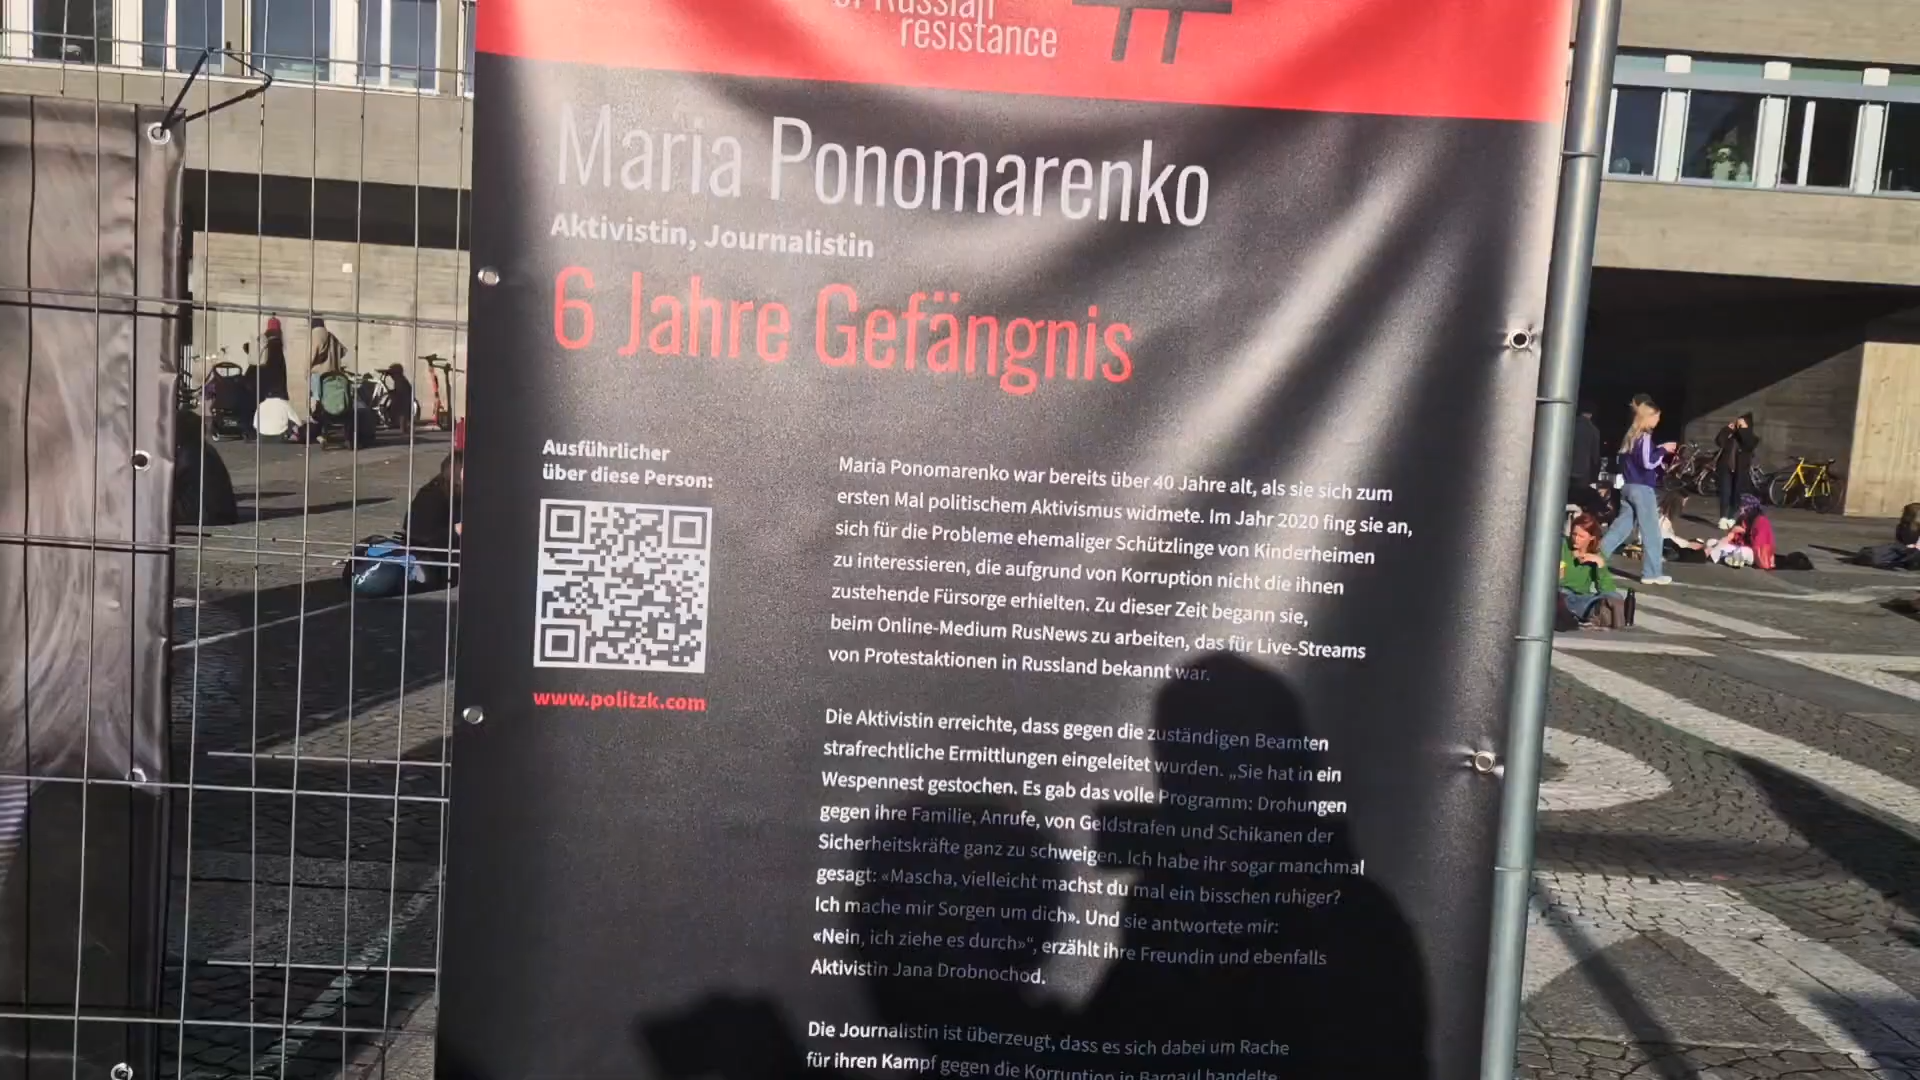 of Russian
resistance
Maria Ponomarenko
Aktivistin, Journalistin
6 Jahre Gefängnis
Ausführlicher
über diese Person:
www.politzk.com
Maria Ponomarenko war bereits über 40 Jahre alt, als sie sich zum
ersten Mal politischem Aktivismus widmete. Im Jahr 2020 fing sie an,
sich für die Probleme ehemaliger Schützlinge von Kinderheimen
zu interessieren, die aufgrund von Korruption nicht die ihnen
zustehende Fürsorge erhielten. Zu dieser Zeit begann sie,
beim Online-Medium RusNews zu arbeiten, das für Live-Streams
von Protestaktionen in Russland bekannt war.
Die Aktivistin erreichte, dass gegen die zuständigen Beamten
strafrechtliche Ermittlungen eingeleitet wurden. „Sie hat in ein
Wespennest gestochen. Es gab das volle Programm: Drohungen
gegen ihre Familie, Anrufe, von Geldstrafen und Schikanen der
Sicherheitskräfte ganz zu schweigen. Ich habe ihr sogar manchmal
gesagt: «Mascha, vielleicht machst du mal ein bisschen ruhiger?
Ich mache mir Sorgen um dich». Und sie antwortete mir:
«Nein, ich ziehe es durch»“, erzählt ihre Freundin und ebenfalls
Aktivistin Jana Drobnochod.
Die Journalistin ist überzeugt, dass es sich dabei um Rache
für ihren Kampf gegen die Korruption in Barnaul handelte